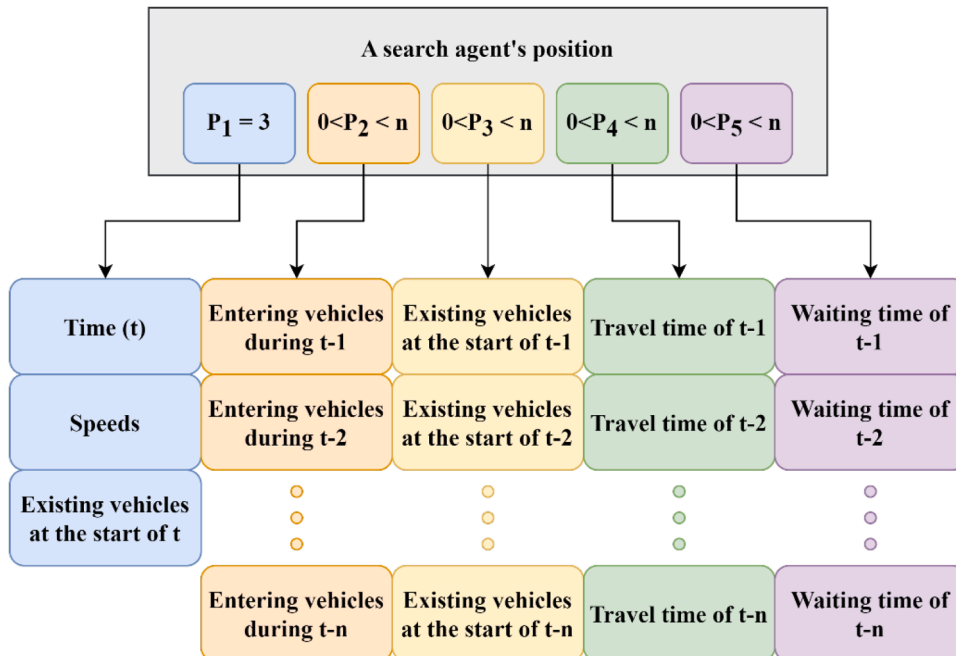 A search agent's position
P1 = 3
0<P2 < n
0<P3 < n
0<P4 < n
0<P5 < n
Time (t)
Entering vehicles
during t-1
Existing vehicles
at the start of t-1
Travel time of t-1
Waiting time of
t-1
Speeds
Entering vehicles
during t-2
Existing vehicles
at the start of t-2
Travel time of t-2
Waiting time of
t-2
Existing vehicles
at the start of t
Entering vehicles
during t-n
Existing vehicles
at the start of t-n
Travel time of t-n
Waiting time of
t-n